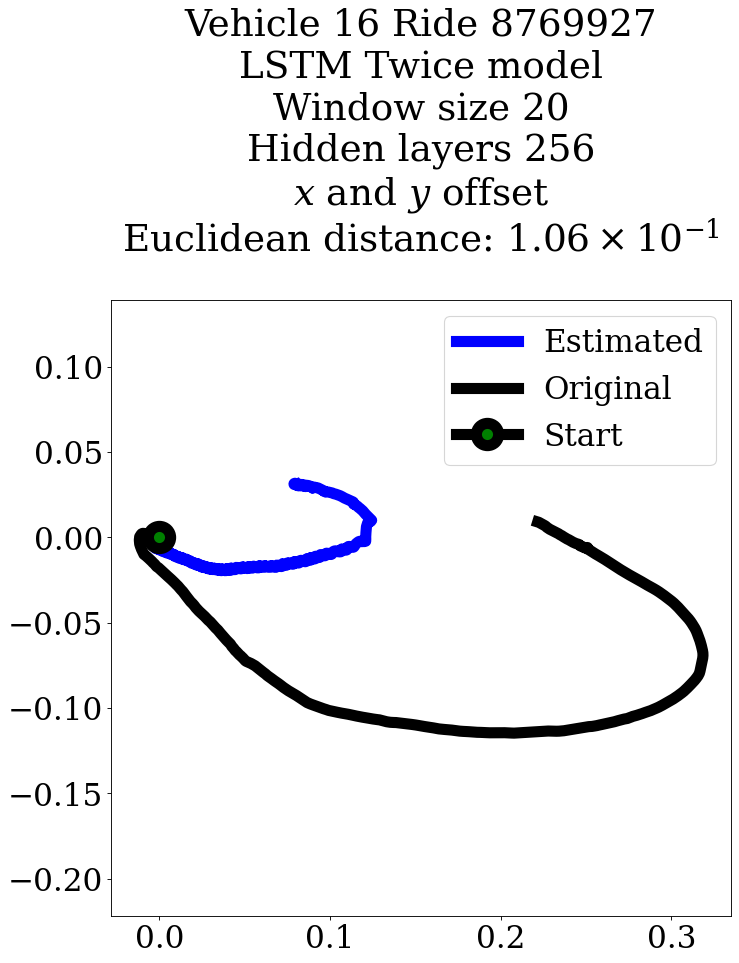 Vehicle 16 Ride 8769927
LSTM Twice model
Window size 20
Hidden layers 256
x and y offset
Euclidean distance: 1.06 × 10⁻¹
Estimated
Original
Start
0.10
0.05
0.00
−0.05
−0.10
−0.15
−0.20
0.0 0.1 0.2 0.3